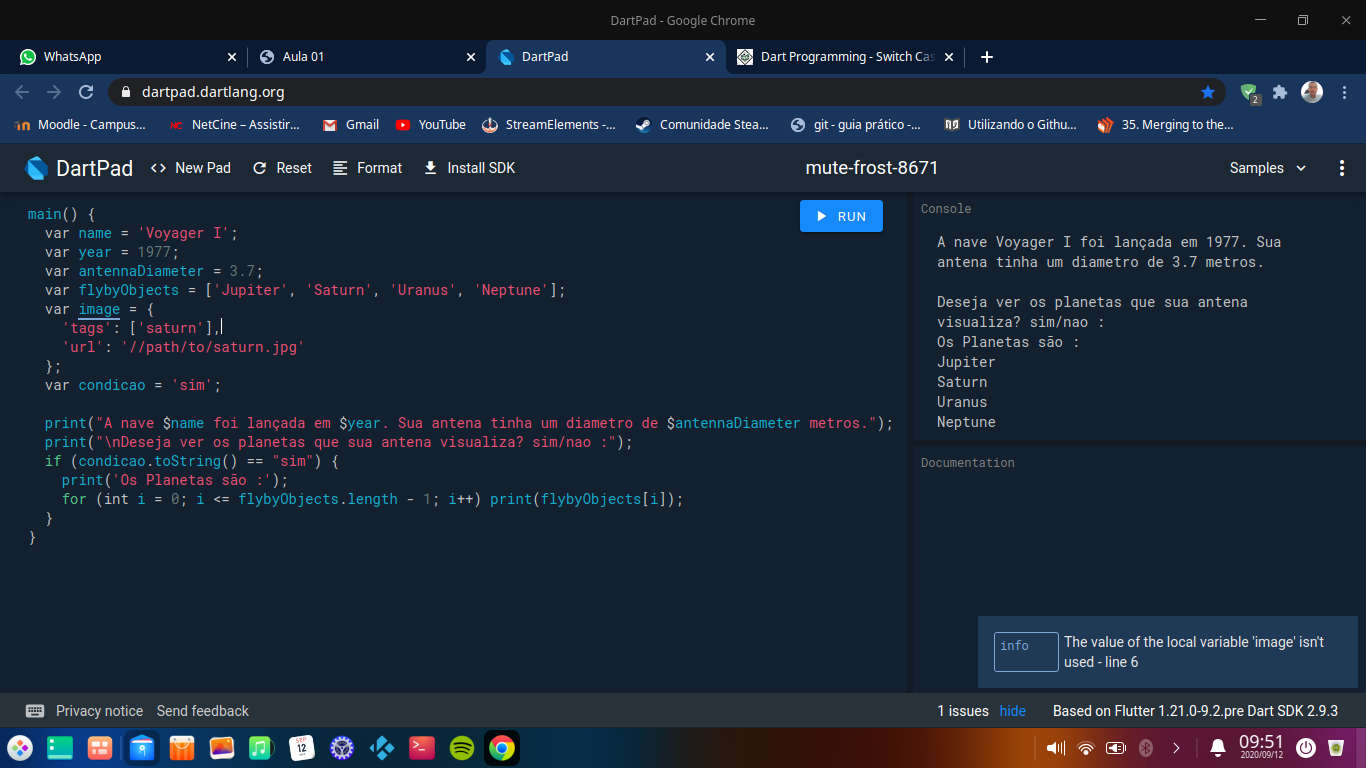 DartPad - Google Chrome
WhatsApp
Aula 01
DartPad
Dart Programming - Switch Cas
dartpad.dartlang.org
2
Moodle - Campus...
NC NetCine – Assistir...
Gmail
YouTube
StreamElements -...
Comunidade Stea...
git - guia prático -...
Utilizando o Githu...
35. Merging to the...
DartPad
<> New Pad
Reset
Format
Install SDK
mute-frost-8671
Samples
RUN
main() {
  var name = 'Voyager I';
  var year = 1977;
  var antennaDiameter = 3.7;
  var flybyObjects = ['Jupiter', 'Saturn', 'Uranus', 'Neptune'];
  var image = {
    'tags': ['saturn'],
    'url': '//path/to/saturn.jpg'
  };
  var condicao = 'sim';
  print("A nave $name foi lançada em $year. Sua antena tinha um diametro de $antennaDiameter metros.");
  print("\nDeseja ver os planetas que sua antena visualiza? sim/nao :");
  if (condicao.toString() == "sim") {
    print('Os Planetas são :');
    for (int i = 0; i <= flybyObjects.length - 1; i++) print(flybyObjects[i]);
  }
}
Console
A nave Voyager I foi lançada em 1977. Sua
antena tinha um diametro de 3.7 metros.
Deseja ver os planetas que sua antena
visualiza? sim/nao :
Os Planetas são :
Jupiter
Saturn
Uranus
Neptune
Documentation
info
The value of the local variable 'image' isn't
used - line 6
Privacy notice
Send feedback
1 issues
hide
Based on Flutter 1.21.0-9.2.pre Dart SDK 2.9.3
SEP
12
09:51
2020/09/12